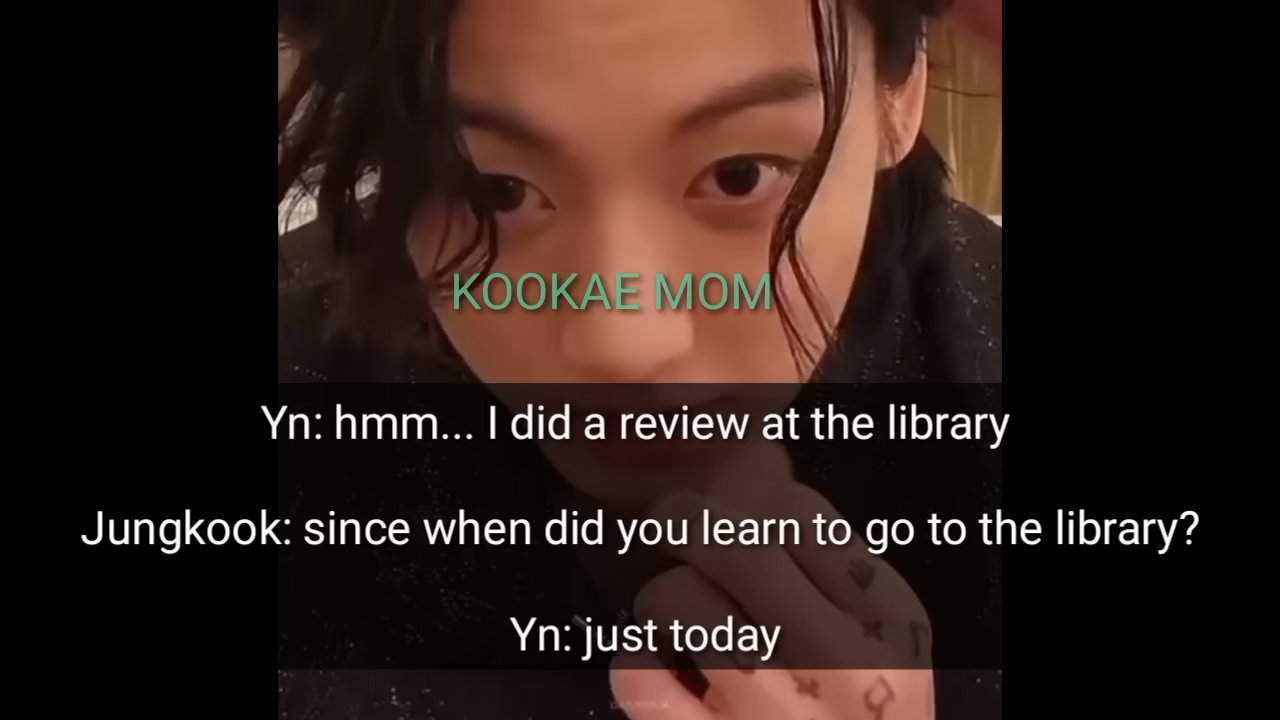 KOOKAE MOM
Yn: hmm... I did a review at the library
Jungkook: since when did you learn to go to the library?
Yn: just today